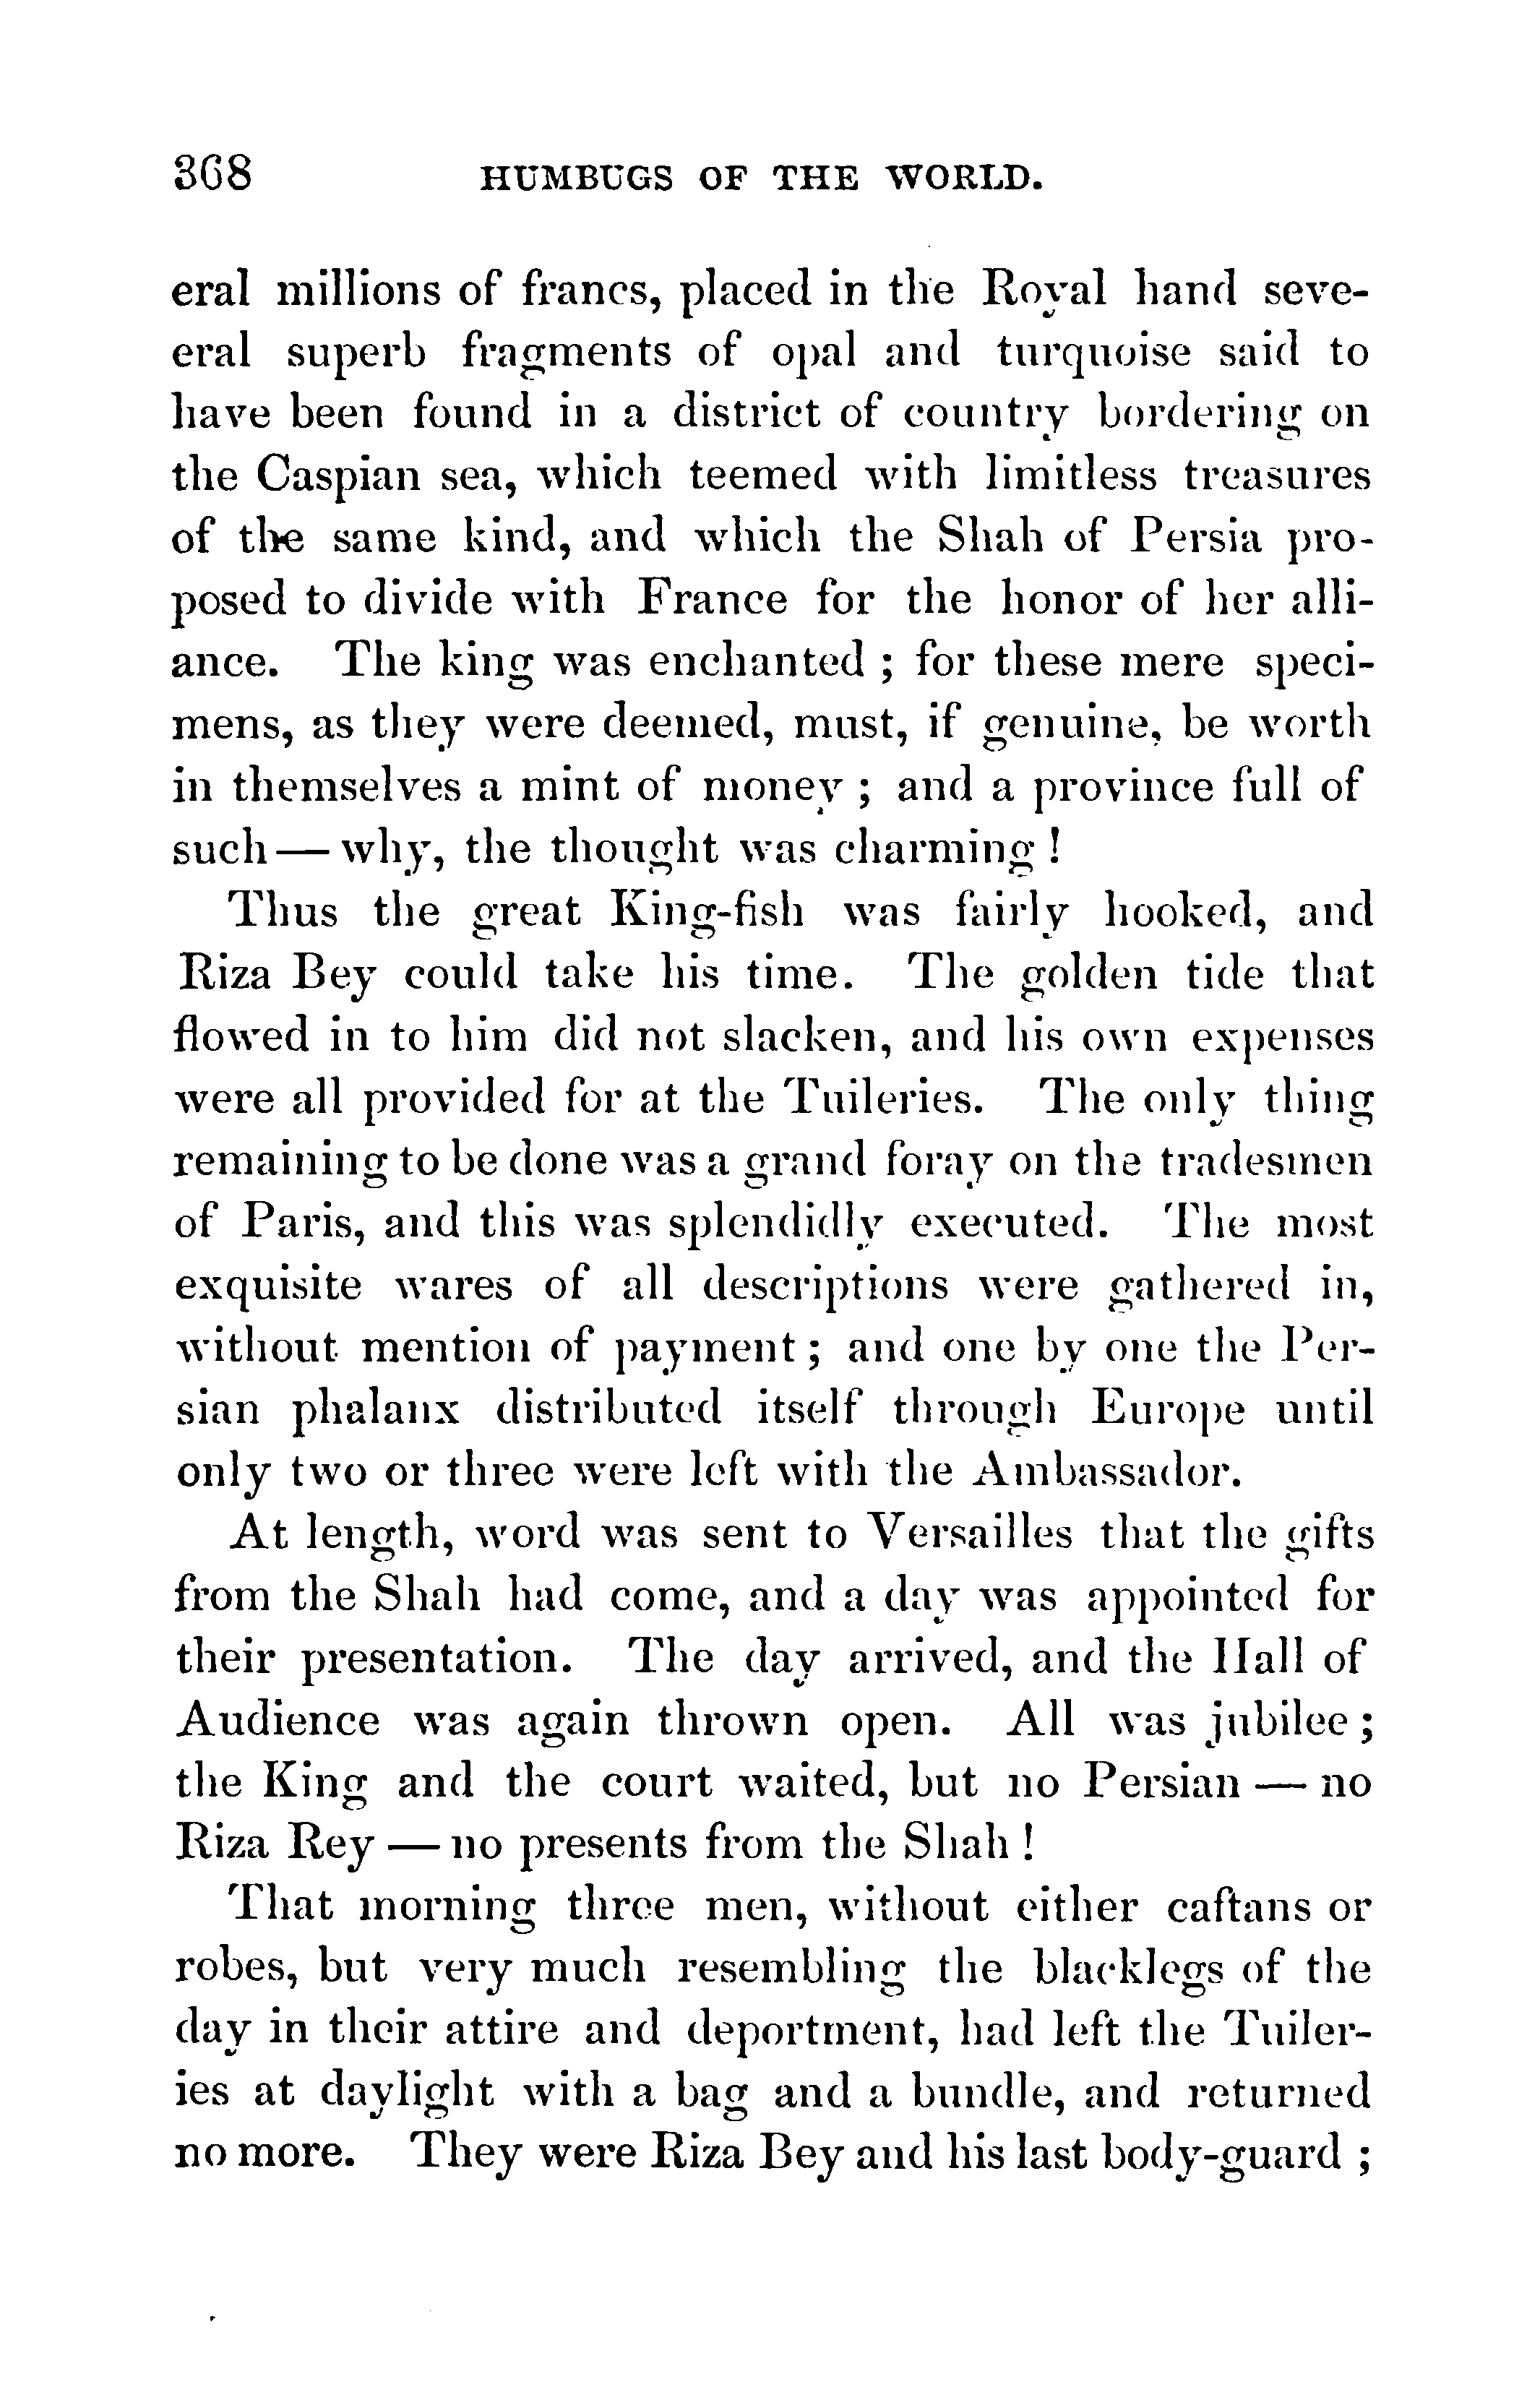 368 HUMBUGS OF THE WORLD.
eral millions of francs, placed in the Royal hand seve-
eral superb fragments of opal and turquoise said to
have been found in a district of country bordering on
the Caspian sea, which teemed with limitless treasures
of the same kind, and which the Shah of Persia pro-
posed to divide with France for the honor of her alli-
ance. The king was enchanted ; for these mere speci-
mens, as they were deemed, must, if genuine, be worth
in themselves a mint of money ; and a province full of
such — why, the thought was charming !
Thus the great King-fish was fairly hooked, and
Riza Bey could take his time. The golden tide that
flowed in to him did not slacken, and his own expenses
were all provided for at the Tuileries. The only thing
remaining to be done was a grand foray on the tradesmen
of Paris, and this was splendidly executed. The most
exquisite wares of all descriptions were gathered in,
without mention of payment ; and one by one the Per-
sian phalanx distributed itself through Europe until
only two or three were left with the Ambassador.
At length, word was sent to Versailles that the gifts
from the Shah had come, and a day was appointed for
their presentation. The day arrived, and the Hall of
Audience was again thrown open. All was jubilee ;
the King and the court waited, but no Persian — no
Riza Rey — no presents from the Shah !
That morning three men, without either caftans or
robes, but very much resembling the blacklegs of the
day in their attire and deportment, had left the Tuiler-
ies at daylight with a bag and a bundle, and returned
no more. They were Riza Bey and his last body-guard ;